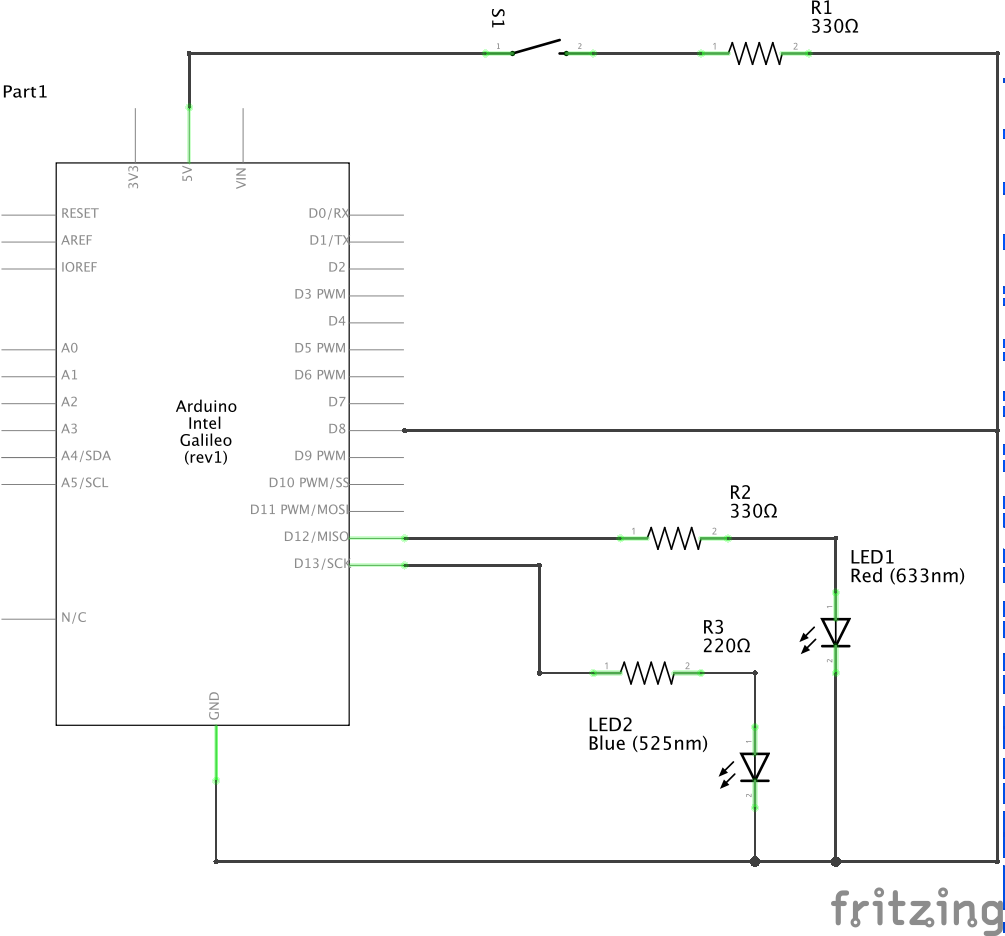 S1
1
2
R1
330Ω
1
2
Part1
3V3
5V
VIN
RESET
AREF
IOREF
A0
A1
A2
A3
A4/SDA
A5/SCL
N/C
Arduino
Intel
Galileo
(rev1)
D0/RX
D1/TX
D2
D3 PWM
D4
D5 PWM
D6 PWM
D7
D8
D9 PWM
D10 PWM/SS
D11 PWM/MOSI
D12/MISO
D13/SCK
GND
R2
330Ω
1
2
LED1
Red (633nm)
1
2
R3
220Ω
1
2
LED2
Blue (525nm)
1
2
fritzing